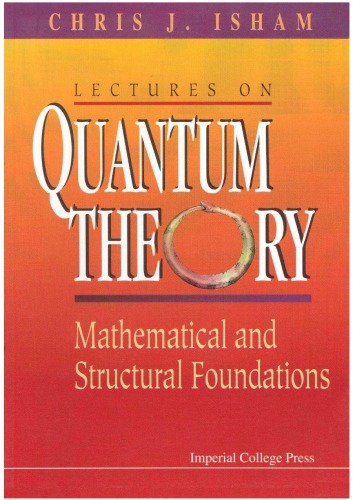 CHRIS J. ISHAM
LECTURES ON
QUANTUM
THEORY
Mathematical and
Structural Foundations
Imperial College Press